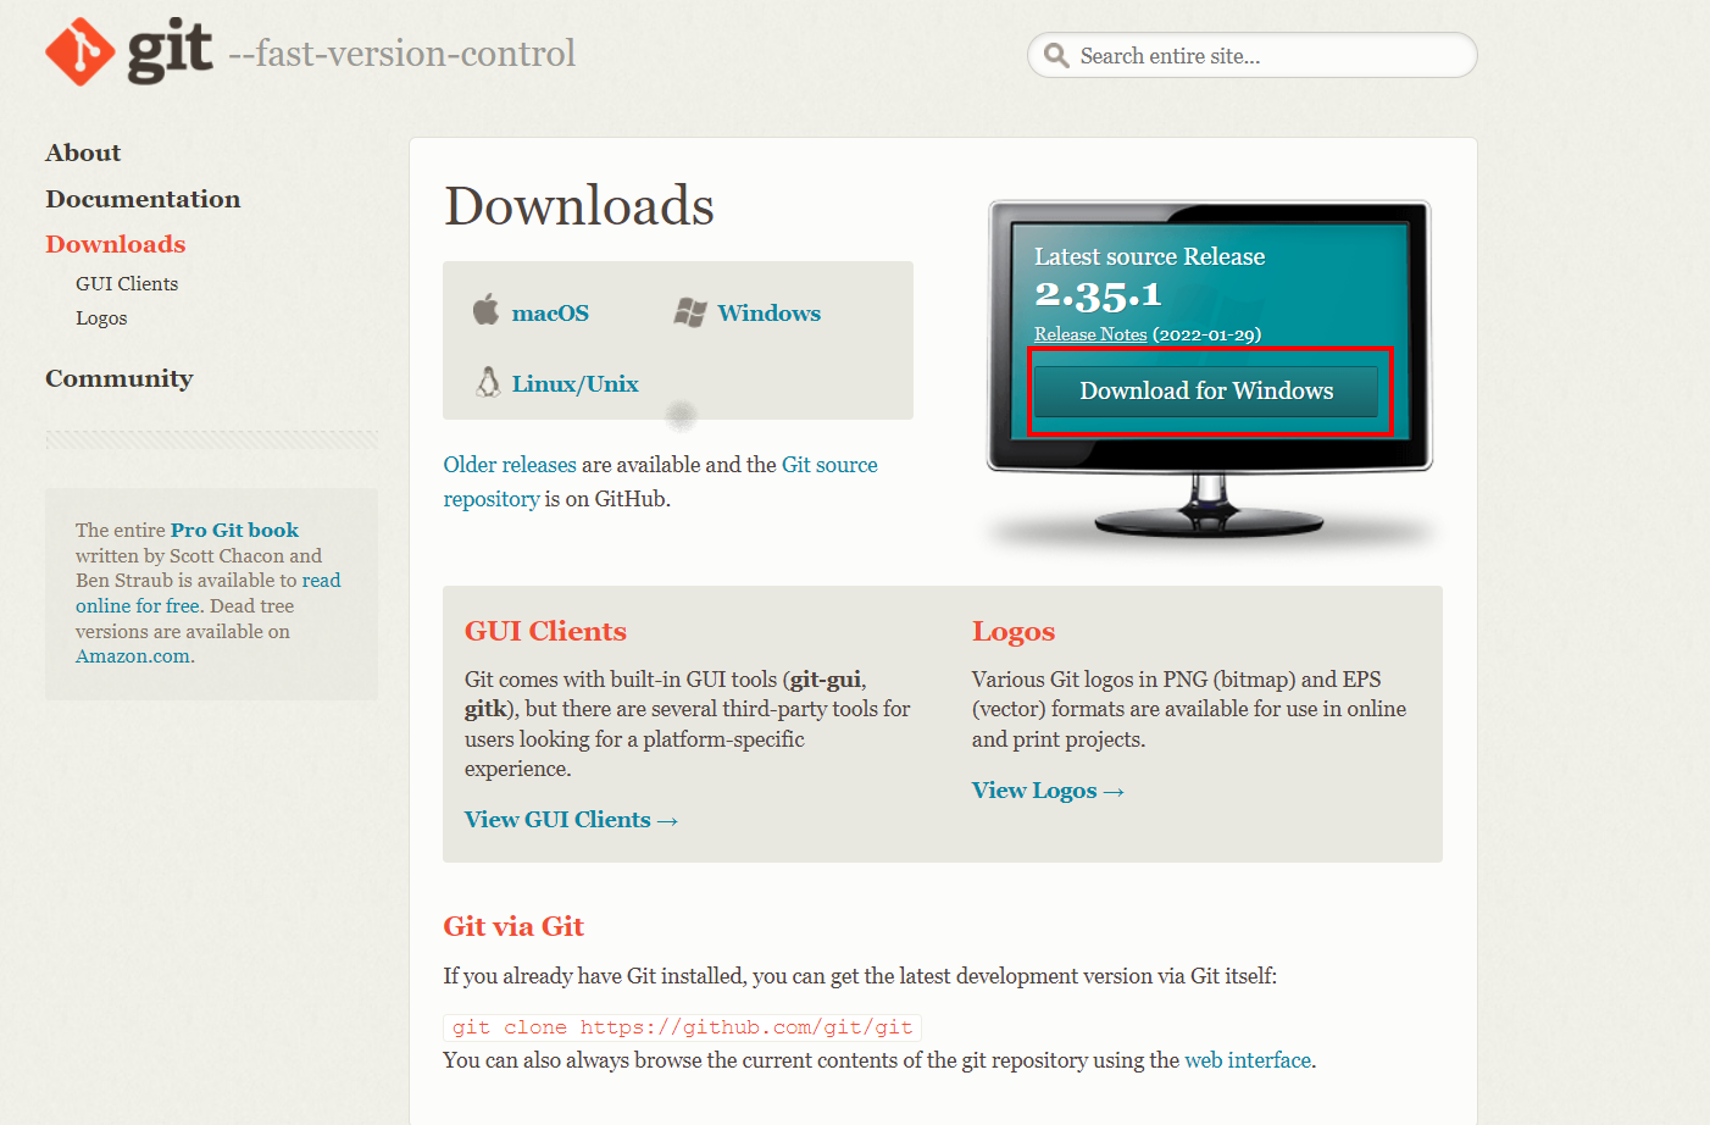 git --fast-version-control
Search entire site...
About
Documentation
Downloads
GUI Clients
Logos
Community
The entire Pro Git book
written by Scott Chacon and
Ben Straub is available to read
online for free. Dead tree
versions are available on
Amazon.com.
Downloads
macOS
Windows
Linux/Unix
Older releases are available and the Git source
repository is on GitHub.
Latest source Release
2.35.1
Release Notes (2022-01-29)
Download for Windows
GUI Clients
Git comes with built-in GUI tools (git-gui,
gitk), but there are several third-party tools for
users looking for a platform-specific
experience.
View GUI Clients →
Logos
Various Git logos in PNG (bitmap) and EPS
(vector) formats are available for use in online
and print projects.
View Logos →
Git via Git
If you already have Git installed, you can get the latest development version via Git itself:
git clone https://github.com/git/git
You can also always browse the current contents of the git repository using the web interface.